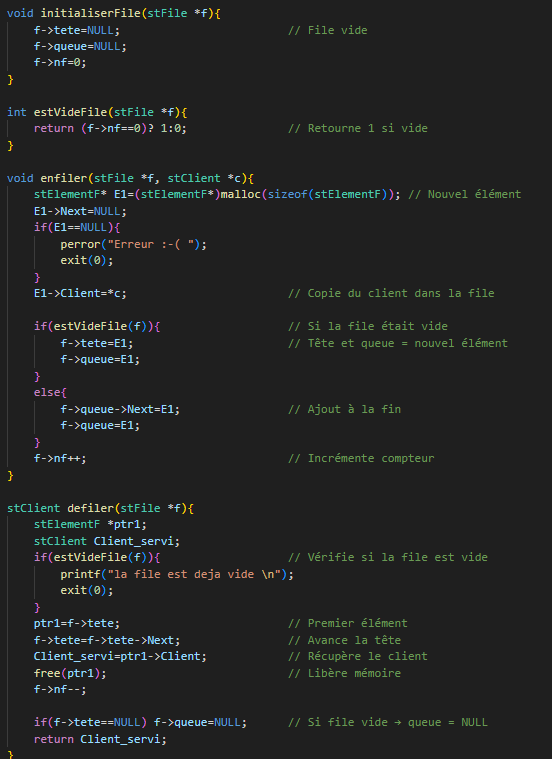 void initialiserFile(stFile *f){
    f->tete=NULL;                         // File vide
    f->queue=NULL;
    f->nf=0;
}

int estVideFile(stFile *f){
    return (f->nf==0)? 1:0;               // Retourne 1 si vide
}

void enfiler(stFile *f, stClient *c){
    stElementF* E1=(stElementF*)malloc(sizeof(stElementF)); // Nouvel élément
    E1->Next=NULL;
    if(E1==NULL){
        perror("Erreur :-( ");
        exit(0);
    }
    E1->Client=*c;                        // Copie du client dans la file

    if(estVideFile(f)){                   // Si la file était vide
        f->tete=E1;                       // Tête et queue = nouvel élément
        f->queue=E1;
    }
    else{
        f->queue->Next=E1;                // Ajout à la fin
        f->queue=E1;
    }
    f->nf++;                              // Incrémente compteur
}

stClient defiler(stFile *f){
    stElementF *ptr1;
    stClient Client_servi;
    if(estVideFile(f)){                   // Vérifie si la file est vide
        printf("la file est deja vide \n");
        exit(0);
    }
    ptr1=f->tete;                         // Premier élément
    f->tete=f->tete->Next;                // Avance la tête
    Client_servi=ptr1->Client;            // Récupère le client
    free(ptr1);                           // Libère mémoire
    f->nf--;

    if(f->tete==NULL) f->queue=NULL;      // Si file vide → queue = NULL
    return Client_servi;
}